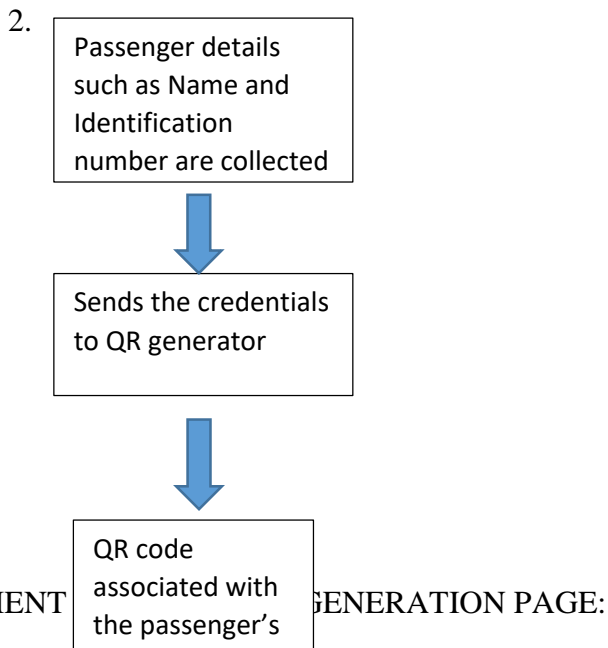 2.
Passenger details
such as Name and
Identification
number are collected
Sends the credentials
to QR generator
QR code
associated with
the passenger's
GENERATION PAGE: